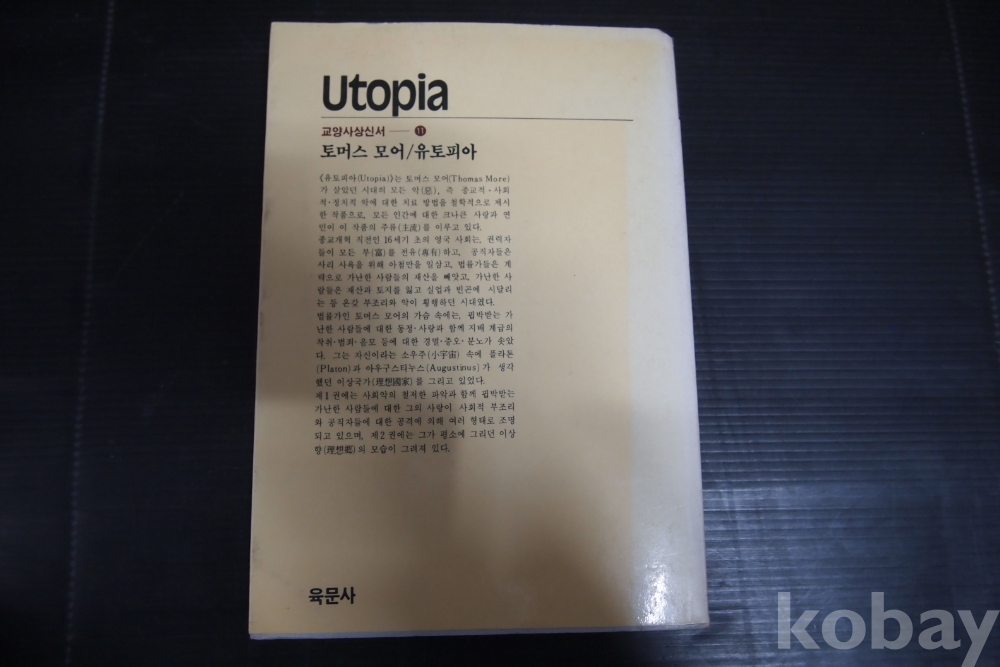 Utopia
교양사상신서 — 11
토머스 모어/유토피아
《유토피아(Utopia)》는 토머스 모어(Thomas More)
가 살았던 시대의 모든 악(惡), 즉 종교적·사회
적·정치적 악에 대한 치료 방법을 철학적으로 제시
한 작품으로, 모든 인간에 대한 크나큰 사랑과 연
민이 이 작품의 주류(主流)를 이루고 있다.
종교개혁 직전인 16세기 초의 영국 사회는, 권력자
들이 모든 부(富)를 전유(專有)하고, 공직자들은
사리 사욕을 위해 아첨만을 일삼고, 법률가들은 계
략으로 가난한 사람들의 재산을 빼앗고, 가난한 사
람들은 재산과 토지를 잃고 실업과 빈곤에 시달리
는 등 온갖 부조리와 악이 횡행하던 시대였다.
법률가인 토머스 모어의 가슴 속에는, 핍박받는 가
난한 사람들에 대한 동정·사랑과 함께 지배 계급의
착취·범죄·음모 등에 대한 경멸·증오·분노가 솟았
다. 그는 자신이라는 소우주(小宇宙) 속에 플라톤
(Platon)과 아우구스티누스(Augustinus)가 생각
했던 이상국가(理想國家)를 그리고 있었다.
제1권에는 사회악의 철저한 파악과 함께 핍박받는
가난한 사람들에 대한 그의 사랑이 사회적 부조리
와 공직자들에 대한 공격에 의해 여러 형태로 조명
되고 있으며, 제2권에는 그가 평소에 그리던 이상
향(理想鄕)의 모습이 그려져 있다.
육문사
kobay